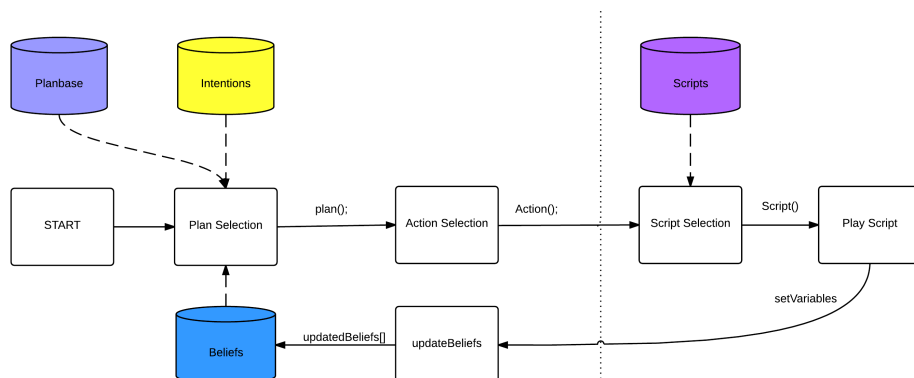 Planbase
Intentions
Scripts
START
Plan Selection
plan();
Action Selection
Action();
Script Selection
Script()
Play Script
setVariables
Beliefs
updatedBeliefs[]
updateBeliefs